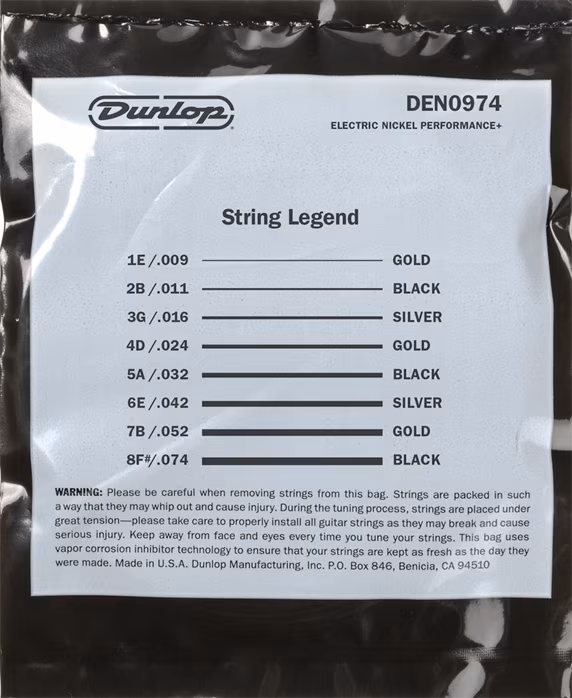 Dunlop®
DEN0974
ELECTRIC NICKEL PERFORMANCE+
String Legend
1E /.009 GOLD
2B /.011 BLACK
3G /.016 SILVER
4D /.024 GOLD
5A /.032 BLACK
6E /.042 SILVER
7B /.052 GOLD
8F#/.074 BLACK
WARNING: Please be careful when removing strings from this bag. Strings are packed in such
a way that they may whip out and cause injury. During the tuning process, strings are placed under
great tension—please take care to properly install all guitar strings as they may break and cause
serious injury. Keep away from face and eyes every time you tune your strings. This bag uses
vapor corrosion inhibitor technology to ensure that your strings are kept as fresh as the day they
were made. Made in U.S.A. Dunlop Manufacturing, Inc. P.O. Box 846, Benicia, CA 94510